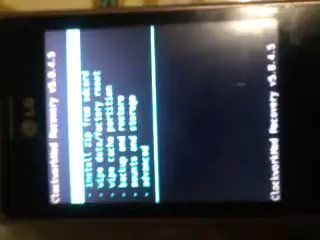 ClockworkMod Recovery v5.0.4.5
- install zip from sdcard
- wipe data/factory reset
- wipe cache partition
- backup and restore
- mounts and storage
- advanced
ClockworkMod Recovery v5.0.4.5
LG